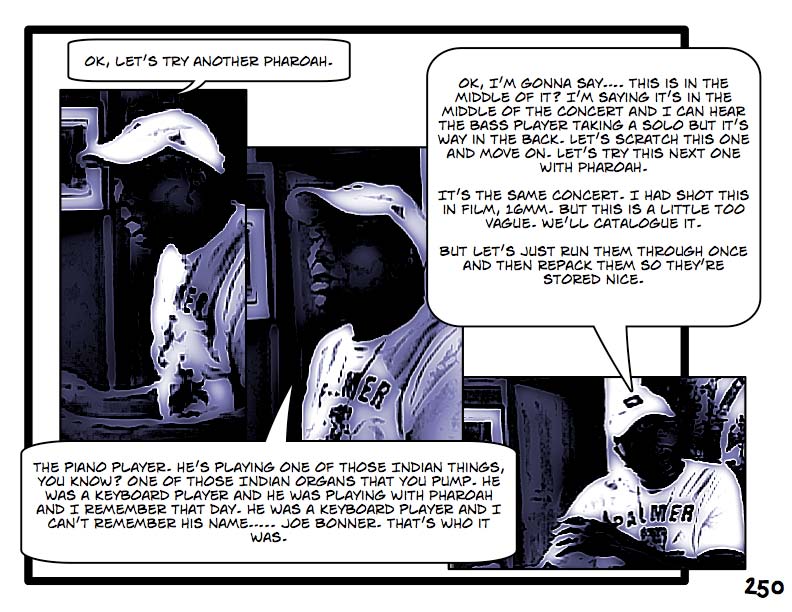 OK, LET'S TRY ANOTHER PHAROAH.
OK, I'M GONNA SAY.... THIS IS IN THE
MIDDLE OF IT? I'M SAYING IT'S IN THE
MIDDLE OF THE CONCERT AND I CAN HEAR
THE BASS PLAYER TAKING A SOLO BUT IT'S
WAY IN THE BACK. LET'S SCRATCH THIS ONE
AND MOVE ON. LET'S TRY THIS NEXT ONE
WITH PHAROAH.
IT'S THE SAME CONCERT. I HAD SHOT THIS
IN FILM, 16MM. BUT THIS IS A LITTLE TOO
VAGUE. WE'LL CATALOGUE IT.
BUT LET'S JUST RUN THEM THROUGH ONCE
AND THEN REPACK THEM SO THEY'RE
STORED NICE.
THE PIANO PLAYER. HE'S PLAYING ONE OF THOSE INDIAN THINGS,
YOU KNOW? ONE OF THOSE INDIAN ORGANS THAT YOU PUMP. HE
WAS A KEYBOARD PLAYER AND HE WAS PLAYING WITH PHAROAH
AND I REMEMBER THAT DAY. HE WAS A KEYBOARD PLAYER AND I
CAN'T REMEMBER HIS NAME..... JOE BONNER. THAT'S WHO IT
WAS.
PALMER
250